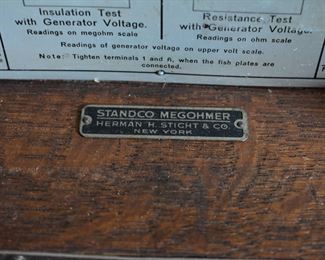 Insulation Test
with Generator Voltage.
Readings on megohm scale
Resistance Test
with Generator Voltage.
Readings on ohm scale
Readings of generator voltage on upper volt scale.
Note: Tighten terminals 1 and 6, when the fish plates are
connected.
STANDCO MEGOHMER
HERMAN H. STICHT & CO.
NEW YORK